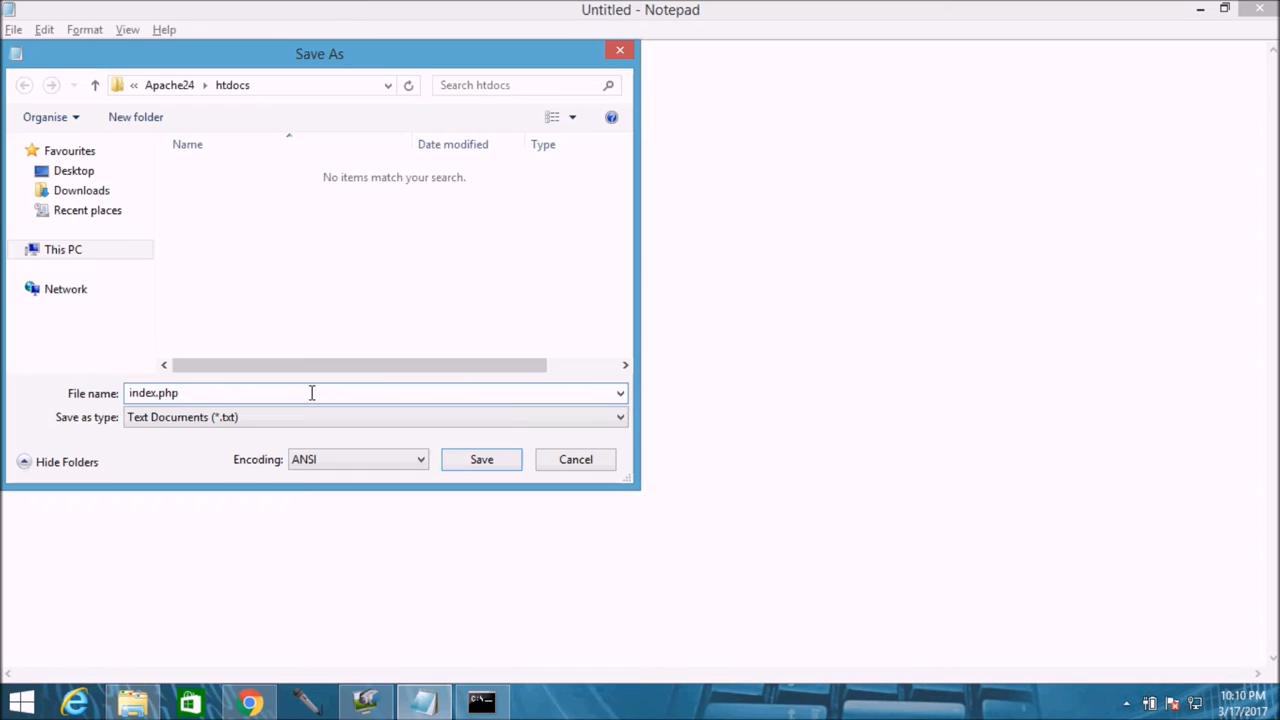 Untitled - Notepad
File Edit Format View Help
Save As
« Apache24 htdocs
Search htdocs
Organise New folder
Name Date modified Type
No items match your search.
Favourites
Desktop
Downloads
Recent places
This PC
Network
File name: index.php
Save as type: Text Documents (*.txt)
Hide Folders Encoding: ANSI Save Cancel
10:10 PM
3/17/2017